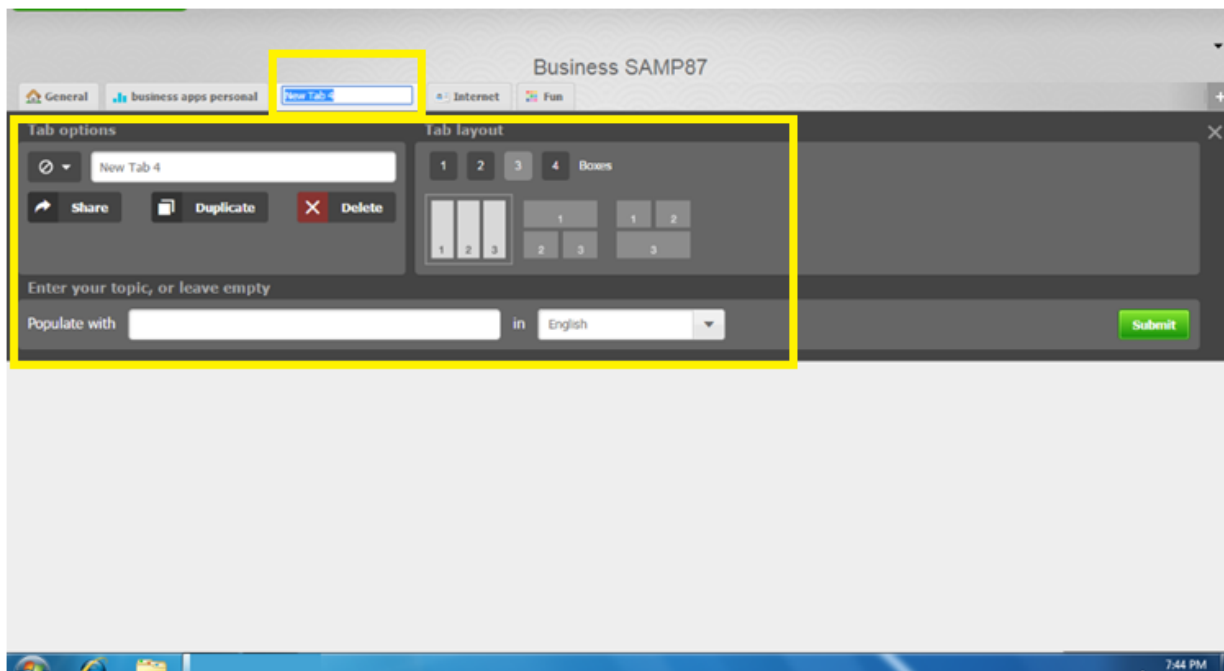 Business SAMP87
General business apps personal New Tab 4 Internet Fun
Tab options Tab layout
New Tab 4 1 2 3 4 Boxes
Share Duplicate Delete
1 2 3 1 2 3 1 2 3
Enter your topic, or leave empty
Populate with in English Submit
7:44 PM